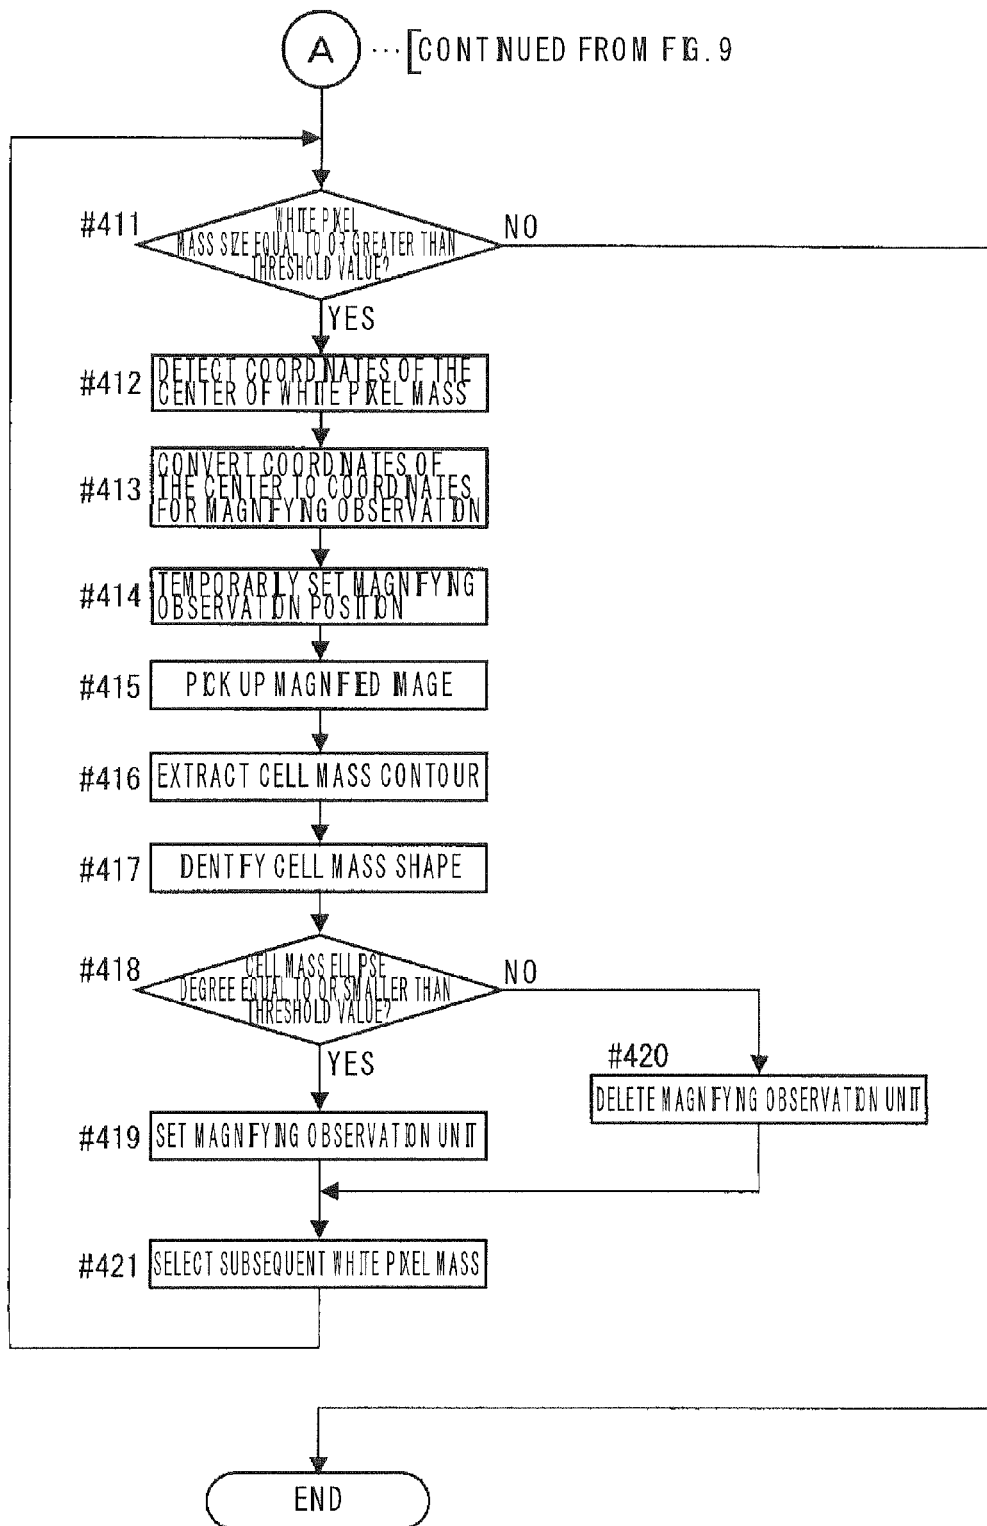 A ··· [CONTINUED FROM FIG. 9
#411
WHITE PIXEL
MASS SIZE EQUAL TO OR GREATER THAN
THRESHOLD VALUE?
NO
YES
#412
DETECT COORDINATES OF THE
CENTER OF WHITE PIXEL MASS
#413
CONVERT COORDINATES OF
THE CENTER TO COORDINATES
FOR MAGNIFYING OBSERVATION
#414
TEMPORARILY SET MAGNIFYING
OBSERVATION POSITION
#415
PICK UP MAGNIFIED IMAGE
#416
EXTRACT CELL MASS CONTOUR
#417
IDENTIFY CELL MASS SHAPE
#418
CELL MASS ELLIPSE
DEGREE EQUAL TO OR SMALLER THAN
THRESHOLD VALUE?
NO
YES
#420
DELETE MAGNIFYING OBSERVATION UNIT
#419
SET MAGNIFYING OBSERVATION UNIT
#421
SELECT SUBSEQUENT WHITE PIXEL MASS
END